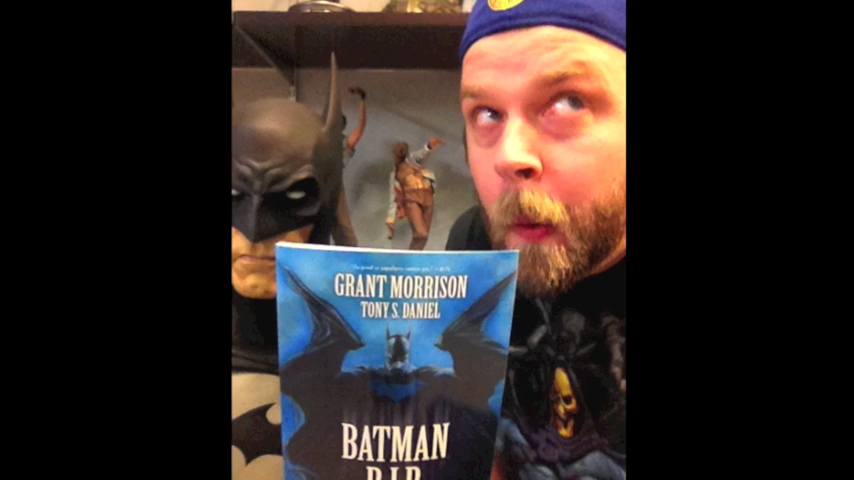 GRANT MORRISON
TONY S. DANIEL
BATMAN
R.I.P.